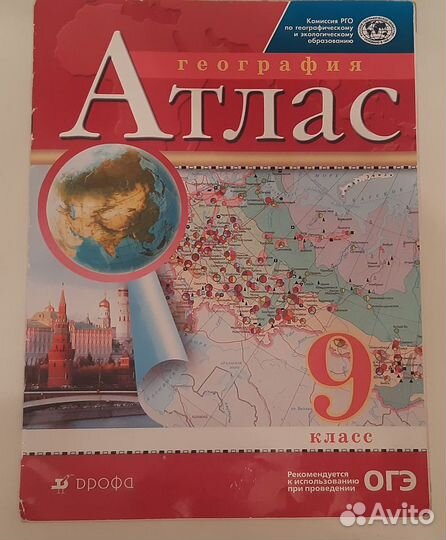 Комиссия РГО
по географическому
и экологическому
образованию
география
Атлас
9
класс
дрофа
Рекомендуется
к использованию
при проведении
ОГЭ
Avito